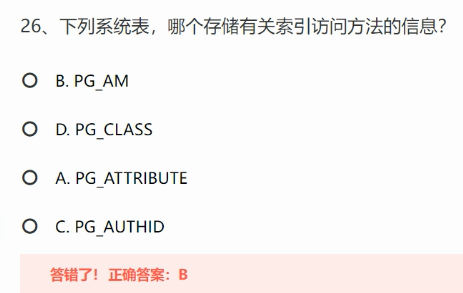 26、下列系统表，哪个存储有关索引访问方法的信息?
B. PG_AM
D. PG_CLASS
A. PG_ATTRIBUTE
C. PG_AUTHID
答错了! 正确答案：B